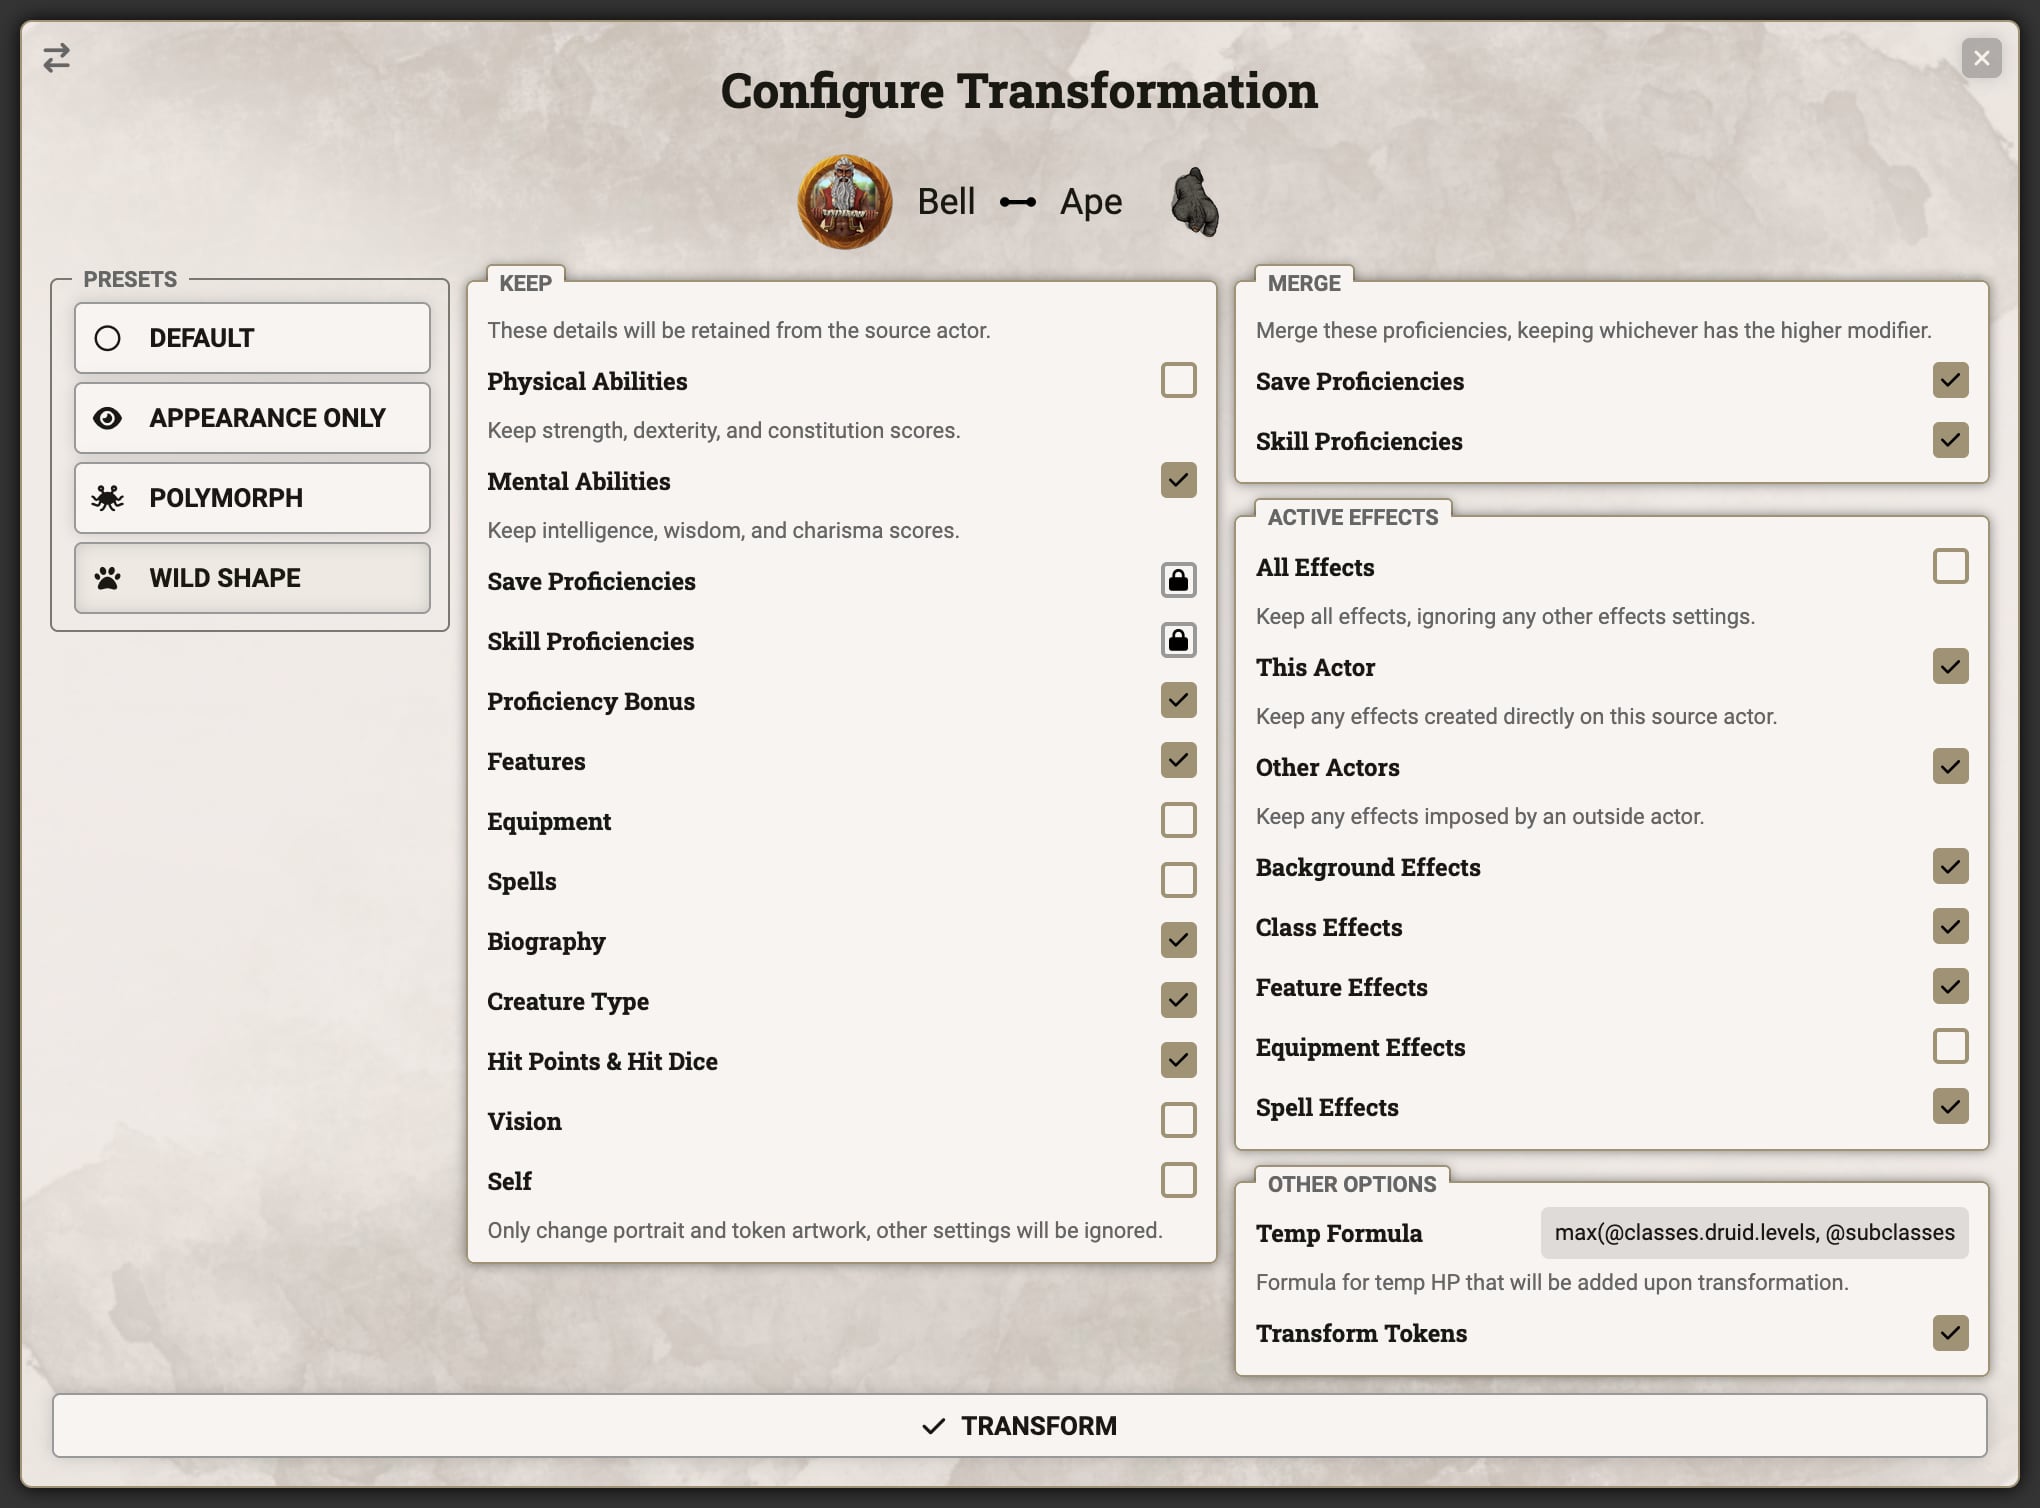 Configure Transformation
Bell
Ape
PRESETS
DEFAULT
APPEARANCE ONLY
POLYMORPH
WILD SHAPE
KEEP
These details will be retained from the source actor.
Physical Abilities
Keep strength, dexterity, and constitution scores.
Mental Abilities
Keep intelligence, wisdom, and charisma scores.
Save Proficiencies
Skill Proficiencies
Proficiency Bonus
Features
Equipment
Spells
Biography
Creature Type
Hit Points & Hit Dice
Vision
Self
Only change portrait and token artwork, other settings will be ignored.
MERGE
Merge these proficiencies, keeping whichever has the higher modifier.
Save Proficiencies
Skill Proficiencies
ACTIVE EFFECTS
All Effects
Keep all effects, ignoring any other effects settings.
This Actor
Keep any effects created directly on this source actor.
Other Actors
Keep any effects imposed by an outside actor.
Background Effects
Class Effects
Feature Effects
Equipment Effects
Spell Effects
OTHER OPTIONS
Temp Formula
max(@classes.druid.levels, @subclasses
Formula for temp HP that will be added upon transformation.
Transform Tokens
TRANSFORM